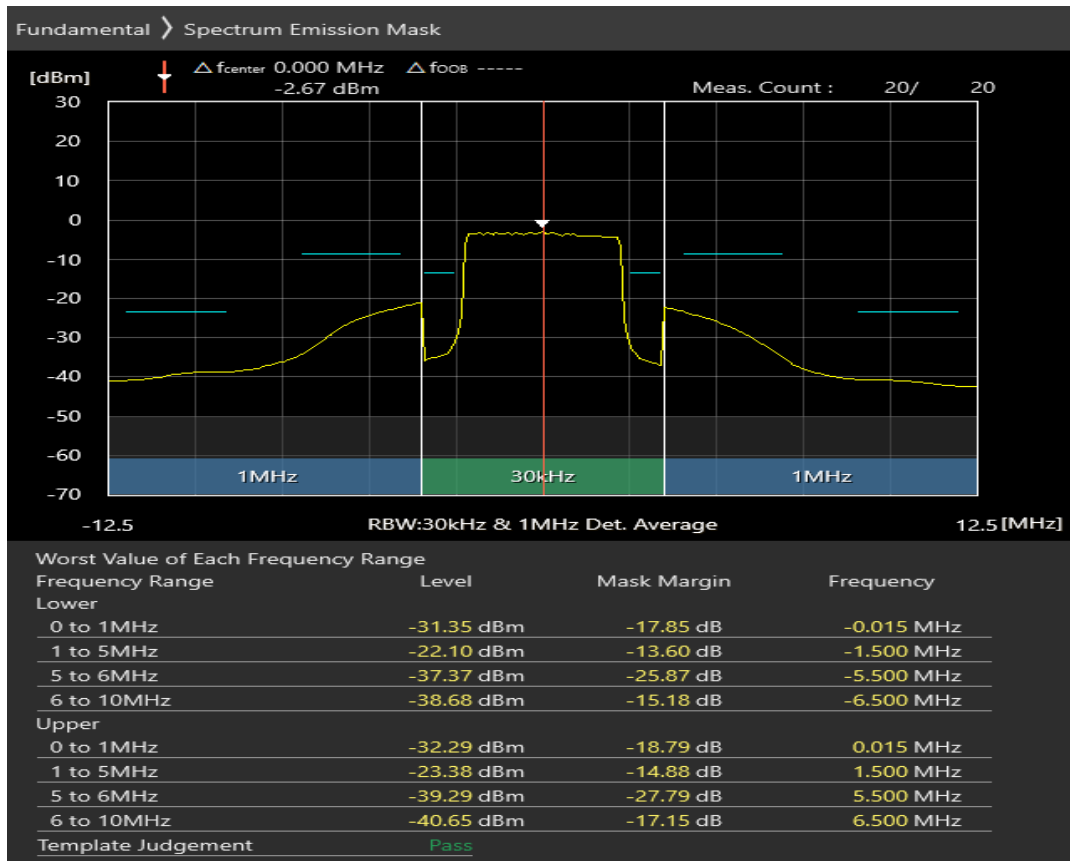 Fundamental ❯ Spectrum Emission Mask
[dBm] △ fcenter 0.000 MHz △ fOOB -----
-2.67 dBm Meas. Count : 20/ 20
30
20
10
0
-10
-20
-30
-40
-50
-60
-70
1MHz 30kHz 1MHz
-12.5 RBW:30kHz & 1MHz Det. Average 12.5 [MHz]
Worst Value of Each Frequency Range
Frequency Range Level Mask Margin Frequency
Lower
0 to 1MHz -31.35 dBm -17.85 dB -0.015 MHz
1 to 5MHz -22.10 dBm -13.60 dB -1.500 MHz
5 to 6MHz -37.37 dBm -25.87 dB -5.500 MHz
6 to 10MHz -38.68 dBm -15.18 dB -6.500 MHz
Upper
0 to 1MHz -32.29 dBm -18.79 dB 0.015 MHz
1 to 5MHz -23.38 dBm -14.88 dB 1.500 MHz
5 to 6MHz -39.29 dBm -27.79 dB 5.500 MHz
6 to 10MHz -40.65 dBm -17.15 dB 6.500 MHz
Template Judgement Pass